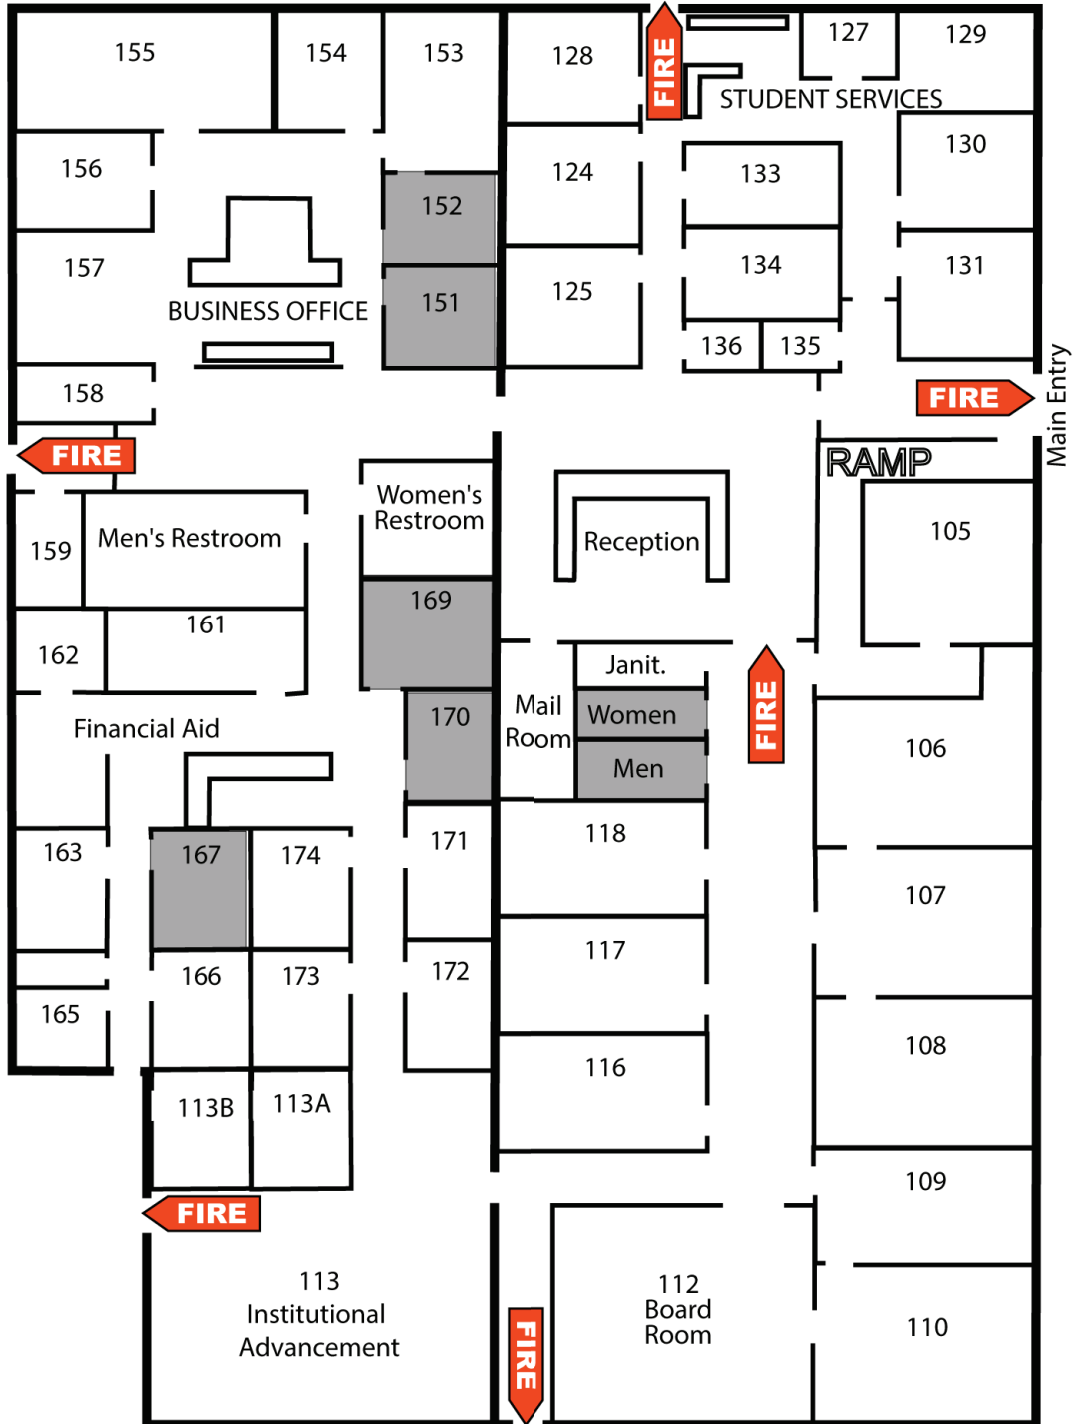 155
154
153
128
FIRE
127
129
STUDENT SERVICES
156
152
124
133
130
157
151
125
134
131
BUSINESS OFFICE
136
135
158
FIRE
Main Entry
FIRE
RAMP
159
Men's Restroom
Women's
Restroom
Reception
105
162
161
169
Janit.
Financial Aid
170
Mail
Room
Women
Men
FIRE
106
163
167
174
171
118
107
165
166
173
172
117
108
113B
113A
116
109
FIRE
113
Institutional
Advancement
FIRE
112
Board
Room
110